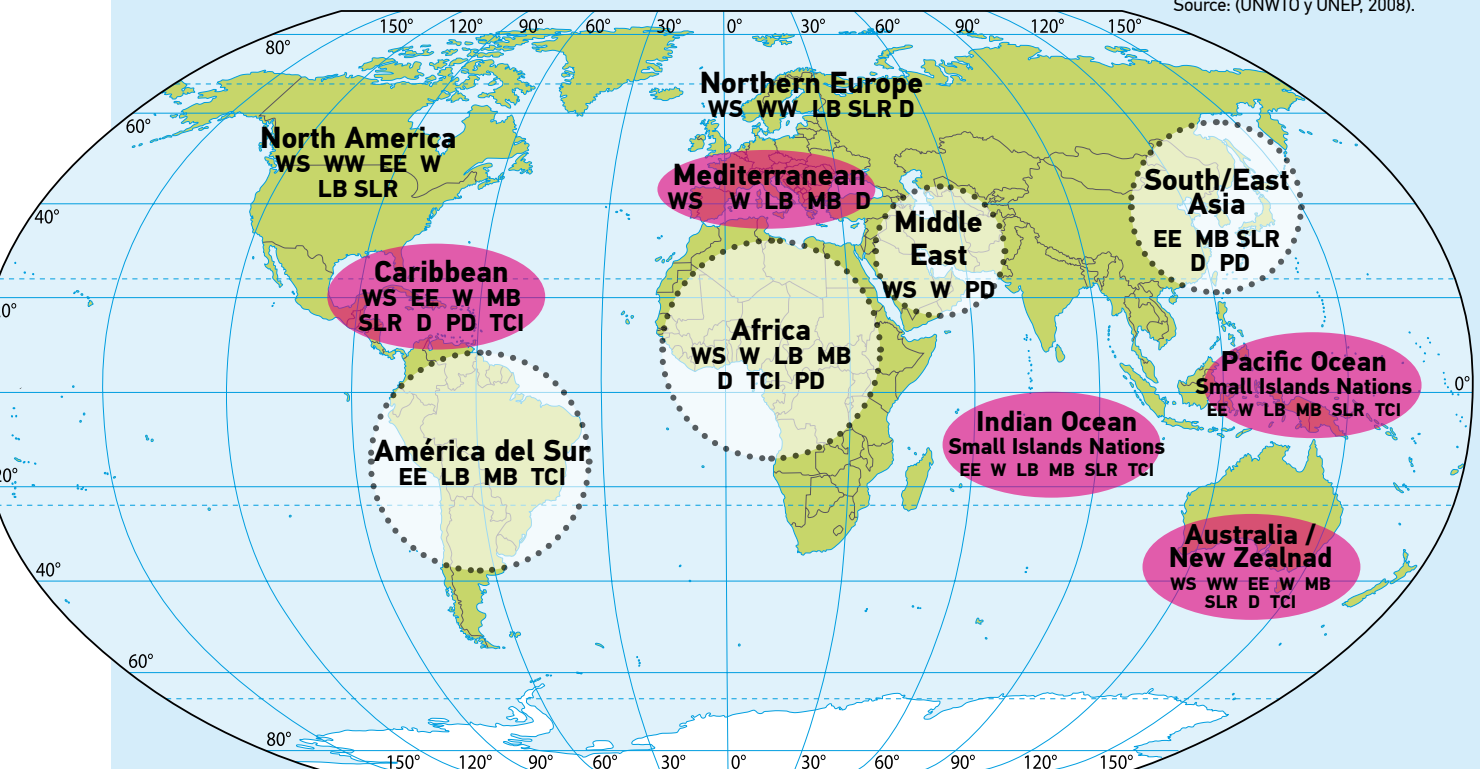 Source: (UNWTO y UNEP, 2008).
150° 120° 90° 60° 30° 0° 30° 60° 90° 120° 150°
80°
Northern Europe
WS WW LB SLR D
60°
North America
WS WW EE W
LB SLR
Mediterranean
WS W LB MB D
South/East
Asia
EE MB SLR
D PD
40°
Middle
East
WS W PD
Caribbean
WS EE W MB
SLR D PD TCI
Africa
WS W LB MB
D TCI PD
Pacific Ocean
Small Islands Nations
EE W LB MB SLR TCI
0°
Indian Ocean
Small Islands Nations
EE W LB MB SLR TCI
América del Sur
EE LB MB TCI
Australia /
New Zealnad
WS WW EE W MB
SLR D TCI
40°
60°
80°
150° 120° 90° 60° 30° 0° 30° 60° 90° 120° 150°